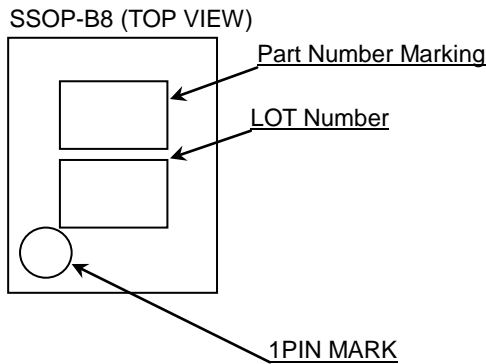 SSOP-B8 (TOP VIEW)
Part Number Marking
LOT Number
1PIN MARK